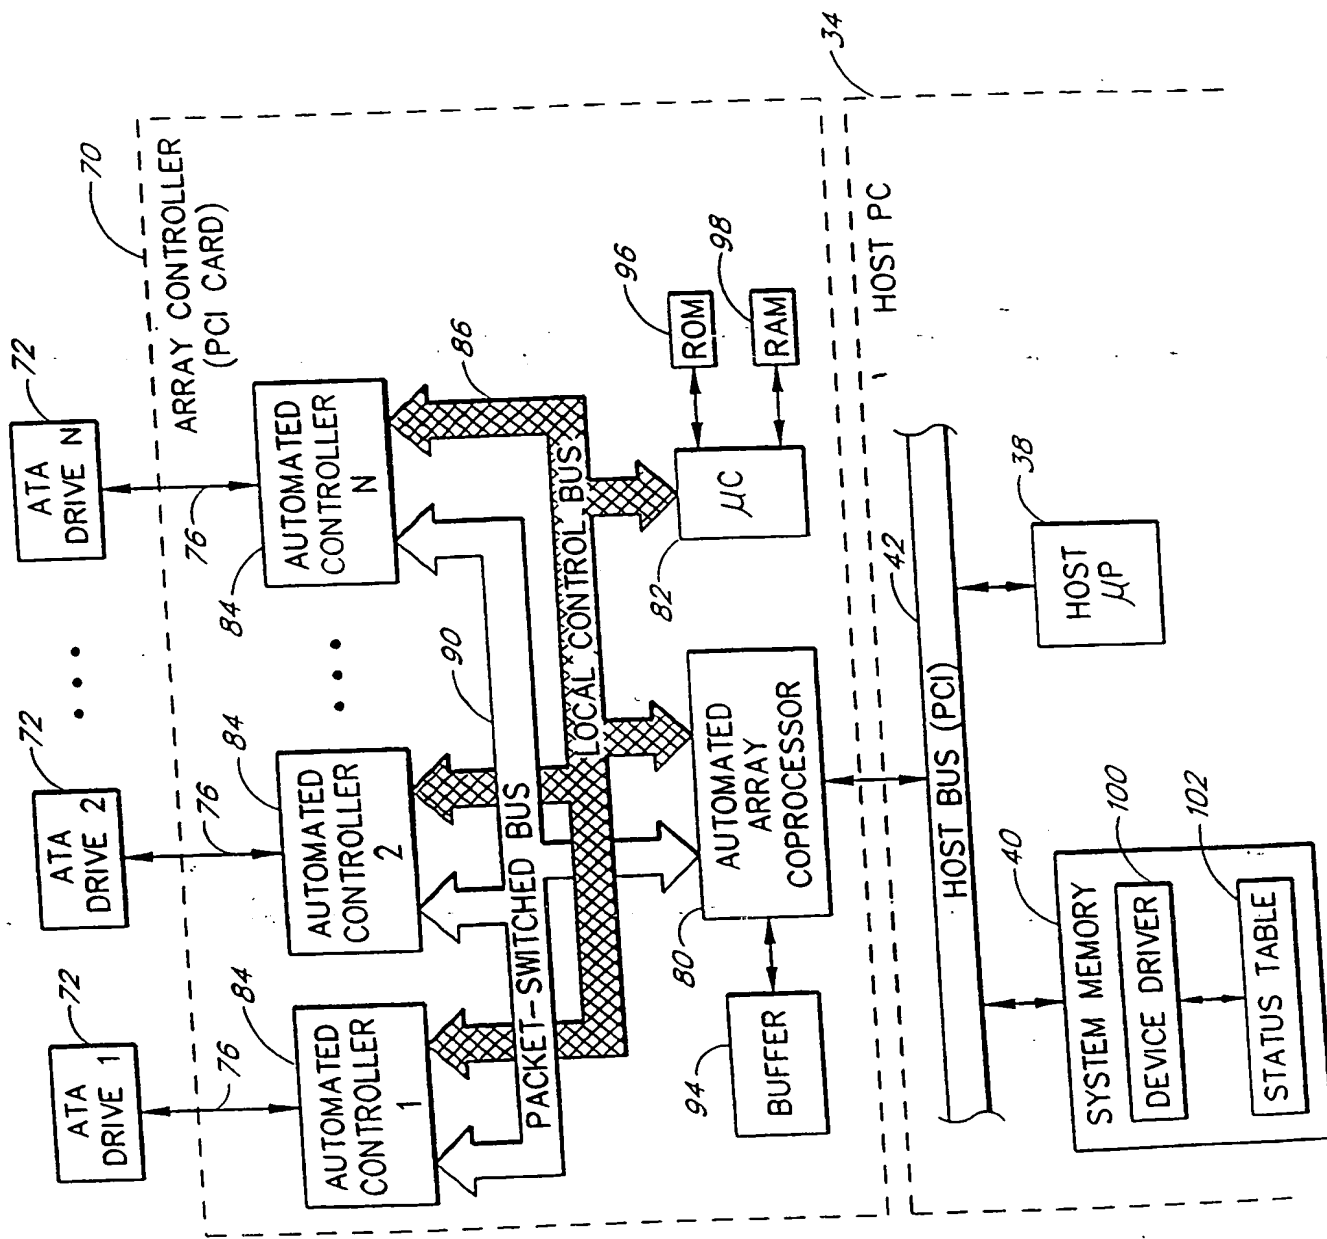 72
ATA
DRIVE 1
72
ATA
DRIVE 2
72
ATA
DRIVE N
76
76
76
70
ARRAY CONTROLLER
(PCI CARD)
84
AUTOMATED
CONTROLLER
1
84
AUTOMATED
CONTROLLER
2
84
AUTOMATED
CONTROLLER
N
90
86
PACKET-SWITCHED BUS
LOCAL CONTROL BUS
94
BUFFER
80
AUTOMATED
ARRAY
COPROCESSOR
82
μC
96
ROM
98
RAM
34
HOST PC
42
HOST BUS (PCI)
40
SYSTEM MEMORY
100
DEVICE DRIVER
102
STATUS TABLE
38
HOST
μP